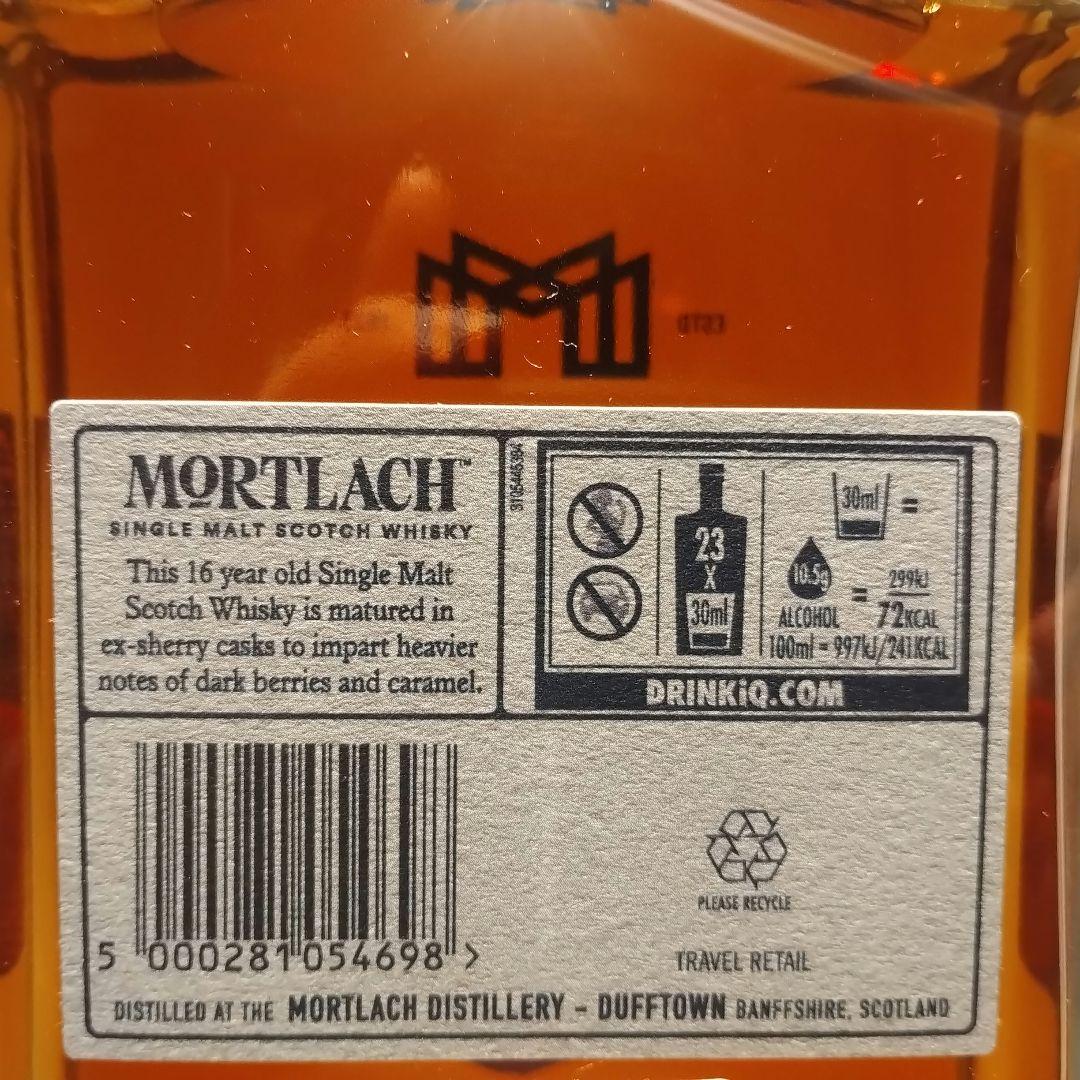 MORTLACH™
SINGLE MALT SCOTCH WHISKY
This 16 year old Single Malt
Scotch Whisky is matured in
ex-sherry casks to impart heavier
notes of dark berries and caramel.
23
X
30ml
30ml =
10.5g
ALCOHOL
=
299kJ
72KCAL
100ml = 997kJ/241KCAL
DRINKiQ.COM
5 000281 054698 >
PLEASE RECYCLE
TRAVEL RETAIL
DISTILLED AT THE MORTLACH DISTILLERY – DUFFTOWN BANFFSHIRE, SCOTLAND